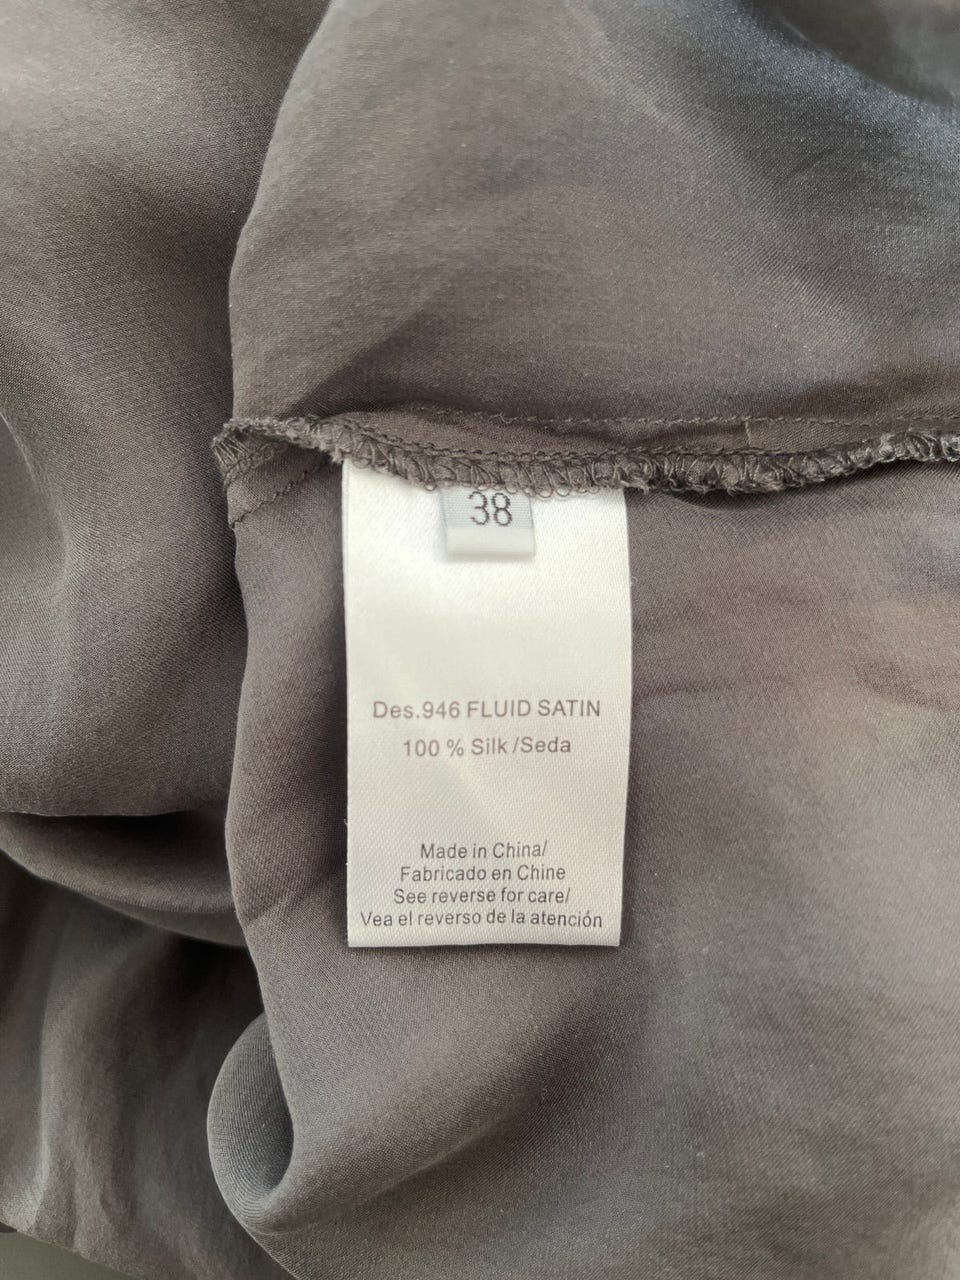 38
Des.946 FLUID SATIN
100 % Silk /Seda
Made in China/
Fabricado en Chine
See reverse for care/
Vea el reverso de la atención